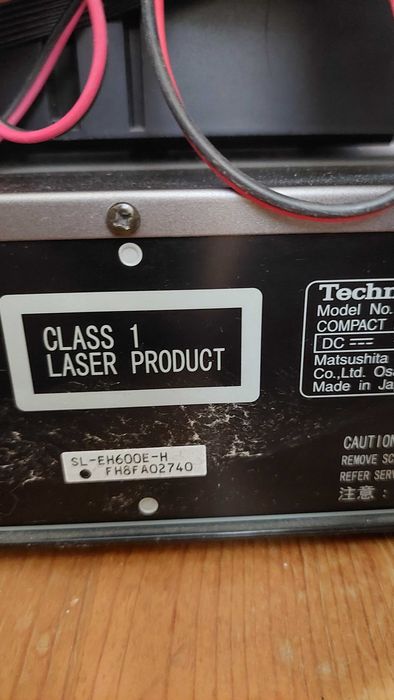 CLASS 1
LASER PRODUCT
Techn
Model No.
COMPACT
DC
Matsushita
Co.,Ltd. Osa
Made in Ja
SL-EH600E-H
FH8FA02740
CAUTION
REMOVE SC
REFER SERV
注意: